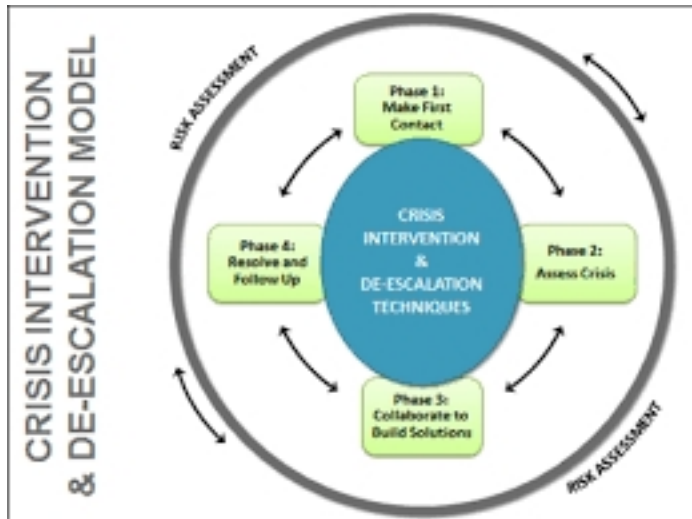 CRISIS INTERVENTION
& DE-ESCALATION MODEL
RISK ASSESSMENT
Phase 1:
Make First
Contact
CRISIS
INTERVENTION
&
DE-ESCALATION
TECHNIQUES
Phase 2:
Assess Crisis
Phase 3:
Collaborate to
Build Solutions
Phase 4:
Resolve and
Follow Up
RISK ASSESSMENT